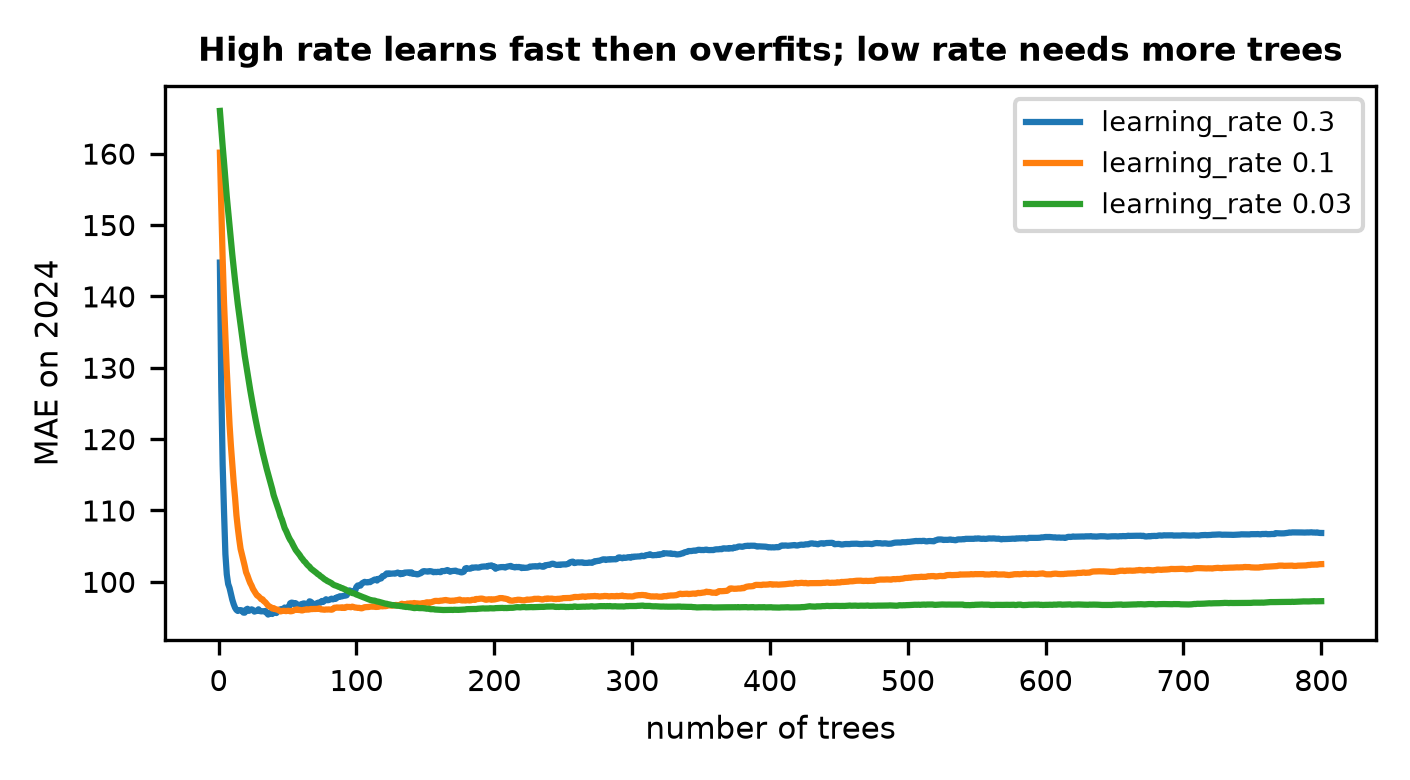 High rate learns fast then overfits; low rate needs more trees
learning_rate 0.3
learning_rate 0.1
learning_rate 0.03
MAE on 2024
160
150
140
130
120
110
100
0 100 200 300 400 500 600 700 800
number of trees